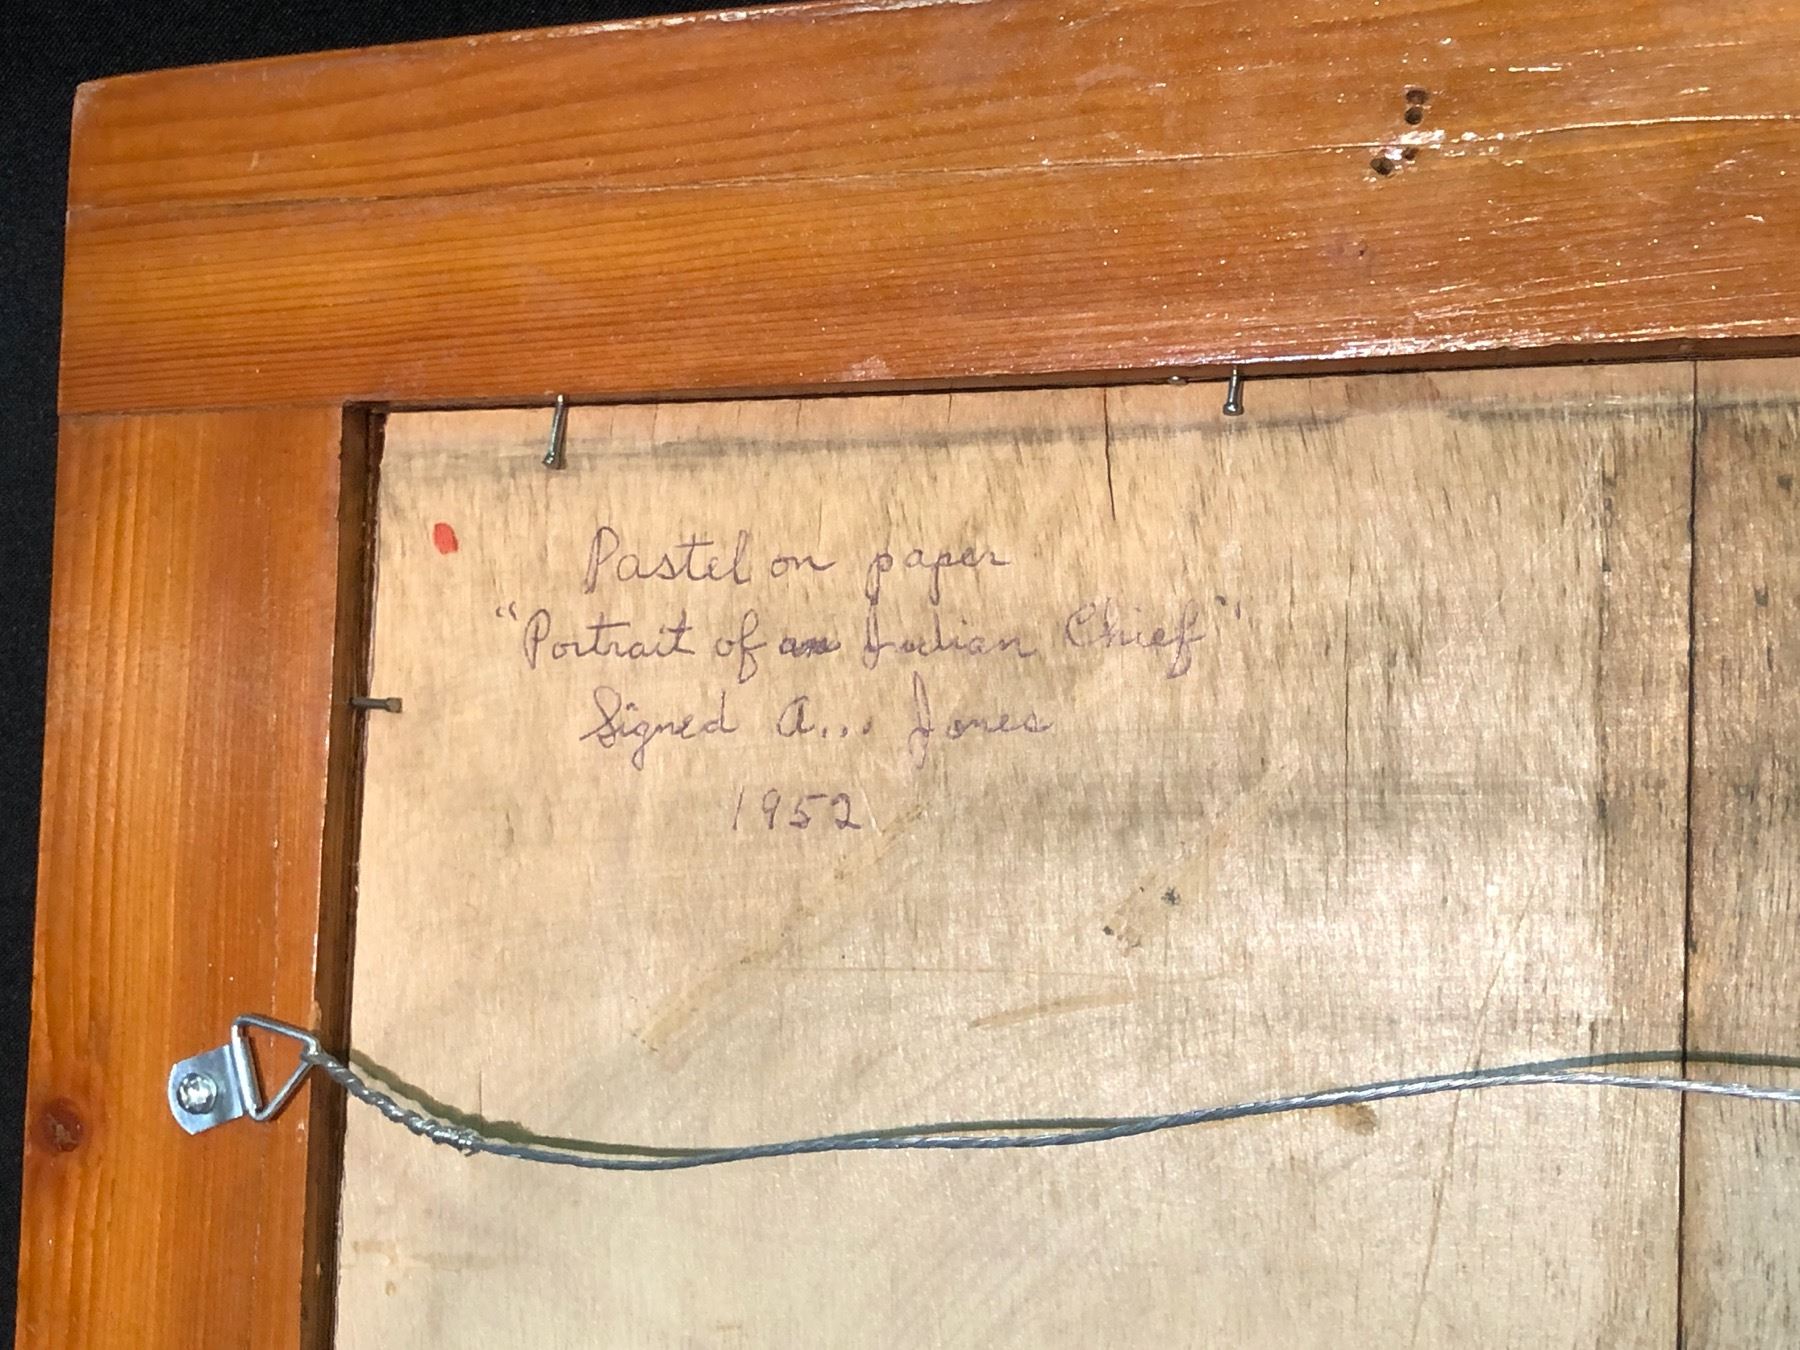 Pastel on paper
"Portrait of an Indian Chief"
Signed A... Jones
1952